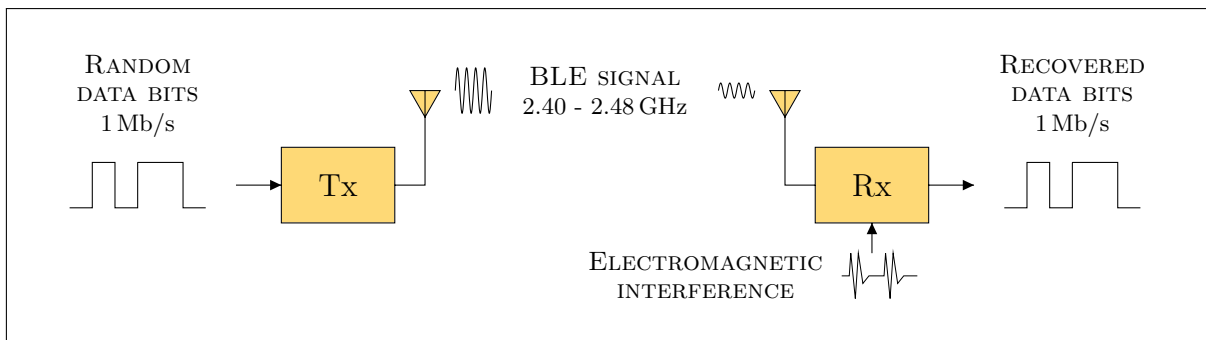 Random
data bits
1 Mb/s
Tx
BLE signal
2.40 - 2.48 GHz
Rx
Recovered
data bits
1 Mb/s
Electromagnetic
interference